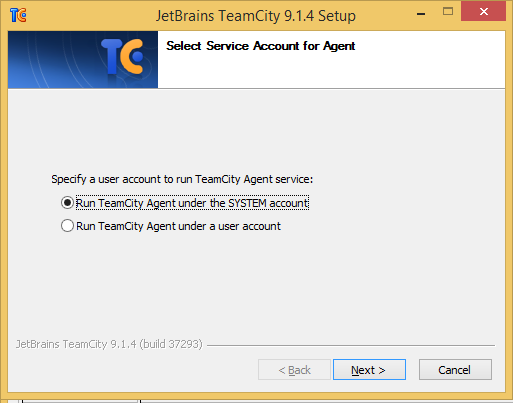 TC
JetBrains TeamCity 9.1.4 Setup
TC
Select Service Account for Agent
Specify a user account to run TeamCity Agent service:
Run TeamCity Agent under the SYSTEM account
Run TeamCity Agent under a user account
JetBrains TeamCity 9.1.4 (build 37293)
< Back
Next >
Cancel